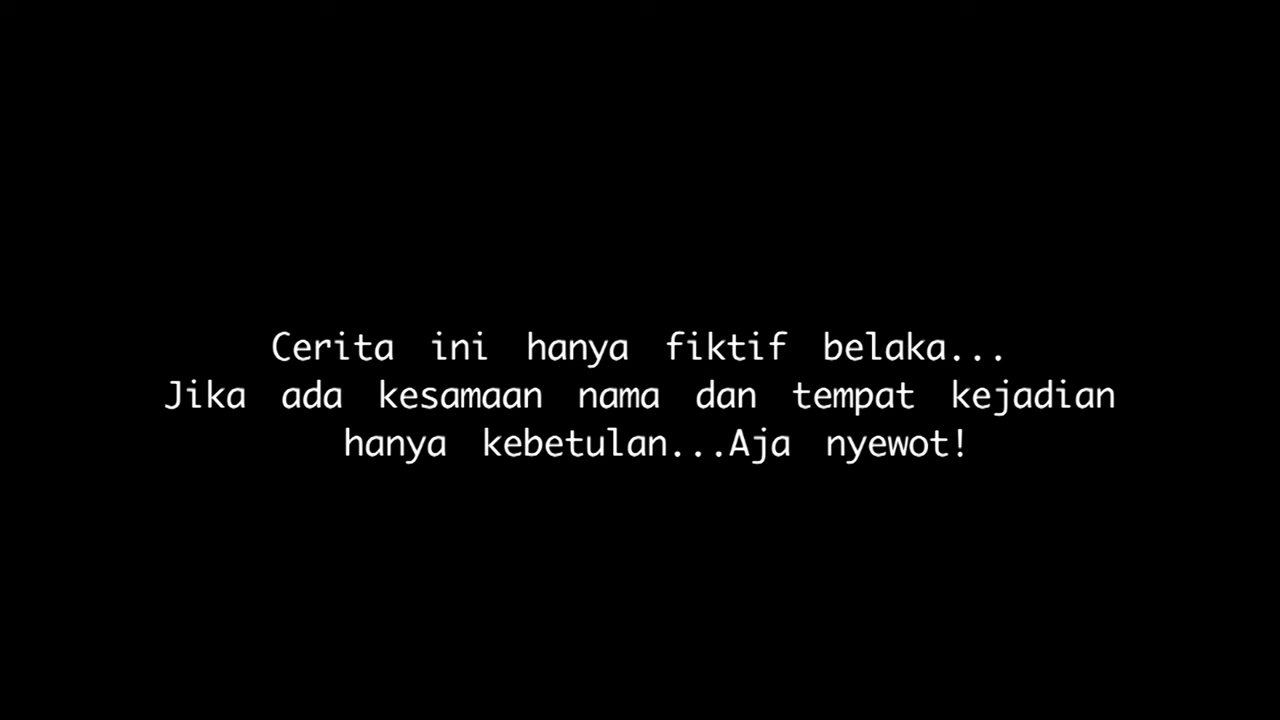 Cerita ini hanya fiktif belaka...
Jika ada kesamaan nama dan tempat kejadian
hanya kebetulan...Aja nyewot!